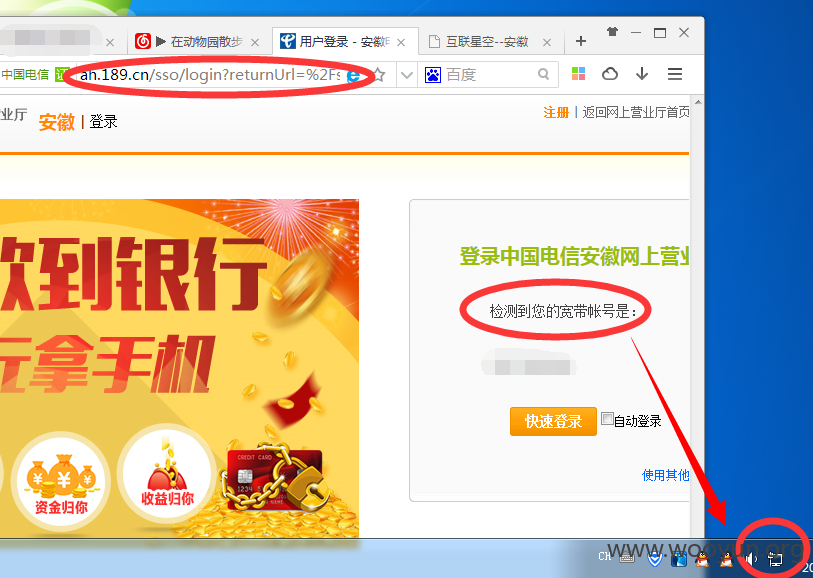 在动物园散步
用户登录 - 安徽
互联星空--安徽
中国电信
ah.189.cn/sso/login?returnUrl=%2Fs
百度
业厅
安徽 | 登录
注册 | 返回网上营业厅首页
款到银行
元拿手机
资金归你
收益归你
CREDIT CARD
登录中国电信安徽网上营业
检测到您的宽带帐号是：
快速登录
自动登录
使用其他
www.wooyun.org
CH
20